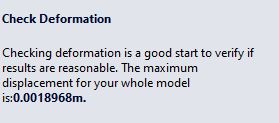 Check Deformation
Checking deformation is a good start to verify if
results are reasonable. The maximum
displacement for your whole model
is:0.0018968m.